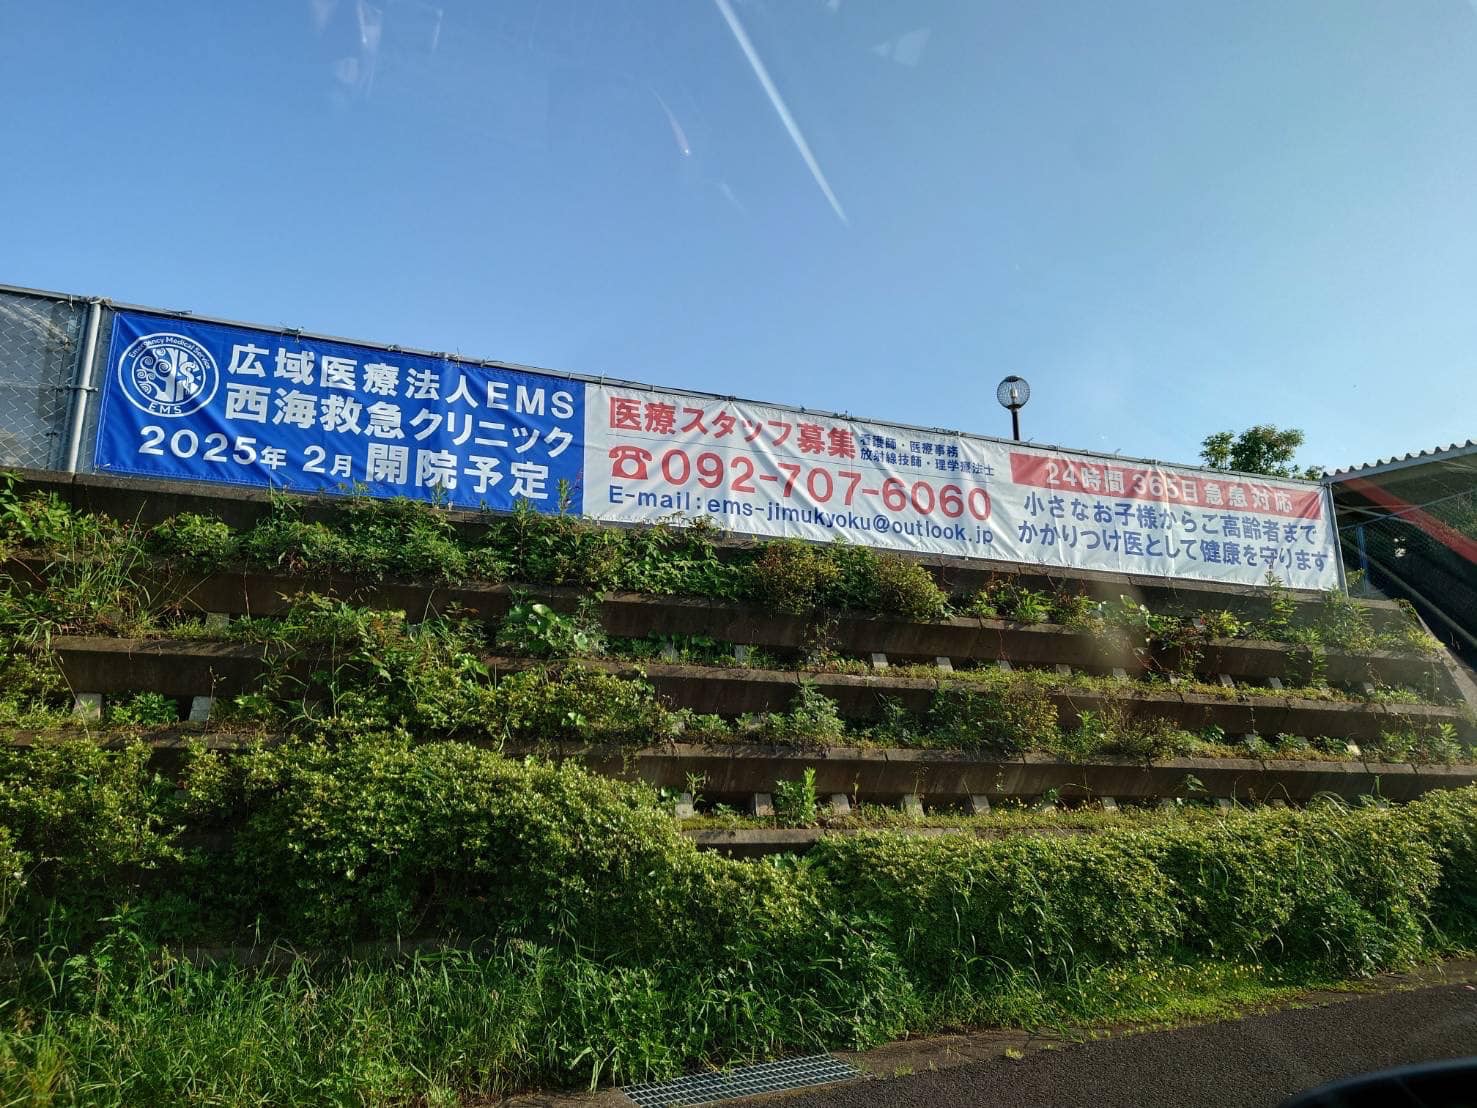 Emergency Medical Service
EMS
広域医療法人EMS
西海救急クリニック
2025年 2月 開院予定
医療スタッフ募集
看護師・医療事務
放射線技師・理学療法士
☎092-707-6060
E-mail:ems-jimukyoku@outlook.jp
24時間 365日 急患対応
小さなお子様からご高齢者まで
かかりつけ医として健康を守ります